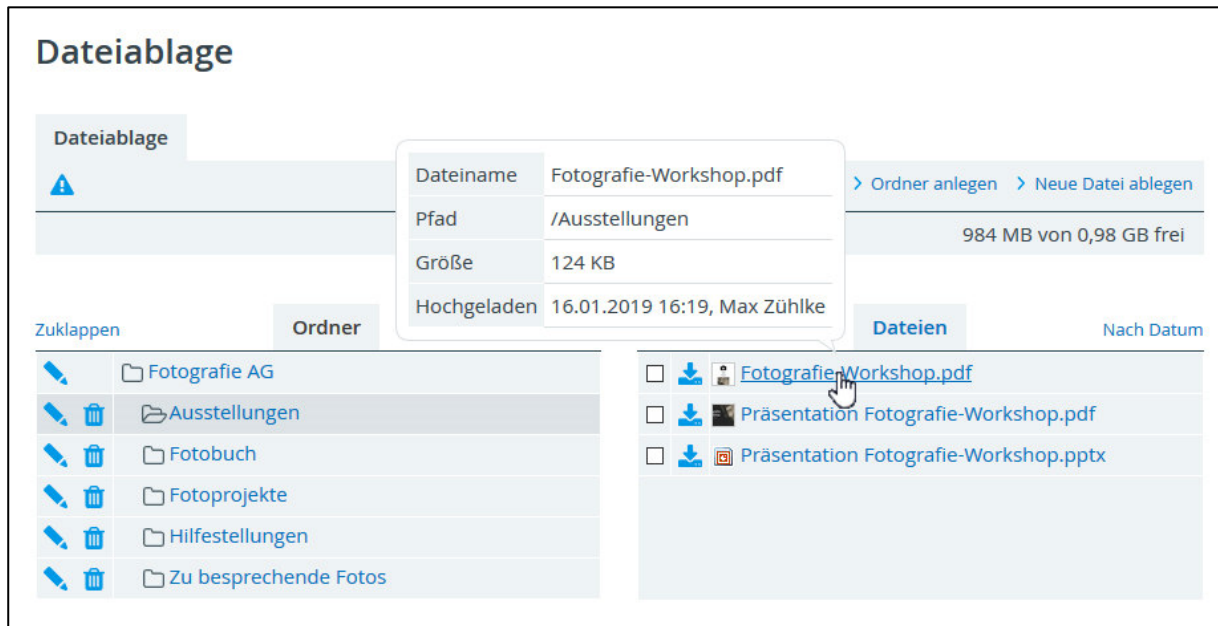 Dateiablage
Dateiablage
Dateiname Fotografie-Workshop.pdf
Pfad /Ausstellungen
Größe 124 KB
Hochgeladen 16.01.2019 16:19, Max Zühlke
Ordner anlegen Neue Datei ablegen
984 MB von 0,98 GB frei
Zuklappen Ordner
Fotografie AG
Ausstellungen
Fotobuch
Fotoprojekte
Hilfestellungen
Zu besprechende Fotos
Dateien Nach Datum
Fotografie-Workshop.pdf
Präsentation Fotografie-Workshop.pdf
Präsentation Fotografie-Workshop.pptx